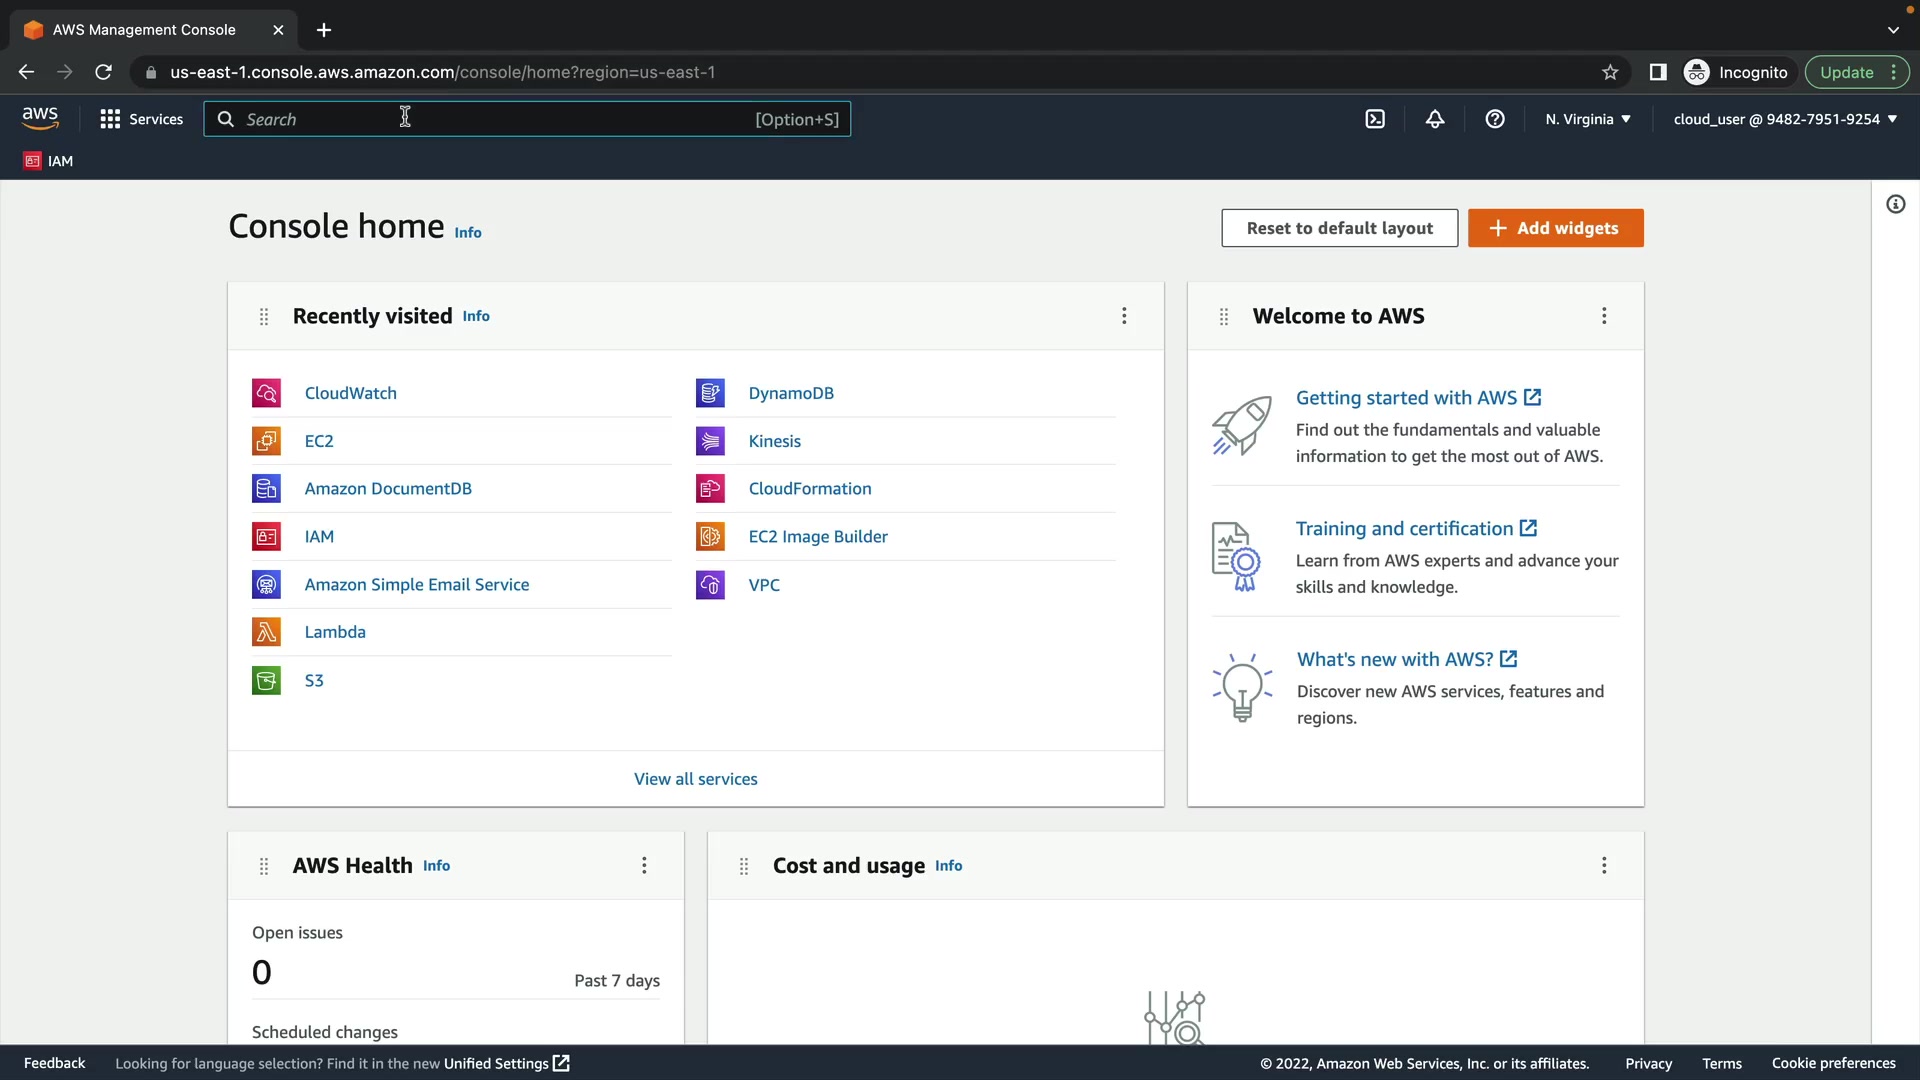 AWS Management Console
us-east-1.console.aws.amazon.com/console/home?region=us-east-1
Incognito
Update
aws
Services
Search
[Option+S]
N. Virginia
cloud_user @ 9482-7951-9254
IAM
Console home Info
Reset to default layout
Add widgets
Recently visited Info
CloudWatch
EC2
Amazon DocumentDB
IAM
Amazon Simple Email Service
Lambda
S3
DynamoDB
Kinesis
CloudFormation
EC2 Image Builder
VPC
View all services
Welcome to AWS
Getting started with AWS
Find out the fundamentals and valuable
information to get the most out of AWS.
Training and certification
Learn from AWS experts and advance your
skills and knowledge.
What's new with AWS?
Discover new AWS services, features and
regions.
AWS Health Info
Open issues
0
Past 7 days
Scheduled changes
Cost and usage Info
Feedback
Looking for language selection? Find it in the new Unified Settings
© 2022, Amazon Web Services, Inc. or its affiliates.
Privacy
Terms
Cookie preferences